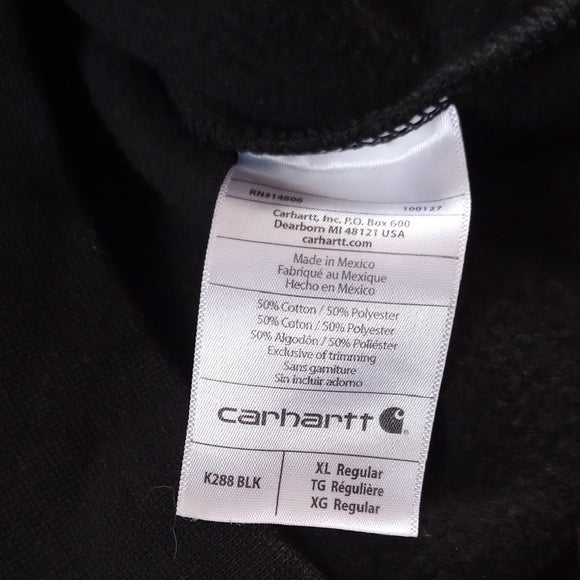 RN#14806 100127
Carhartt, Inc. P.O. Box 600
Dearborn MI 48121 USA
carhartt.com
Made in Mexico
Fabriqué au Mexique
Hecho en México
50% Cotton / 50% Polyester
50% Coton / 50% Polyester
50% Algodón / 50% Poliéster
Exclusive of trimming
Sans garniture
Sin incluir adorno
carhartt
K288 BLK
XL Regular
TG Régulière
XG Regular